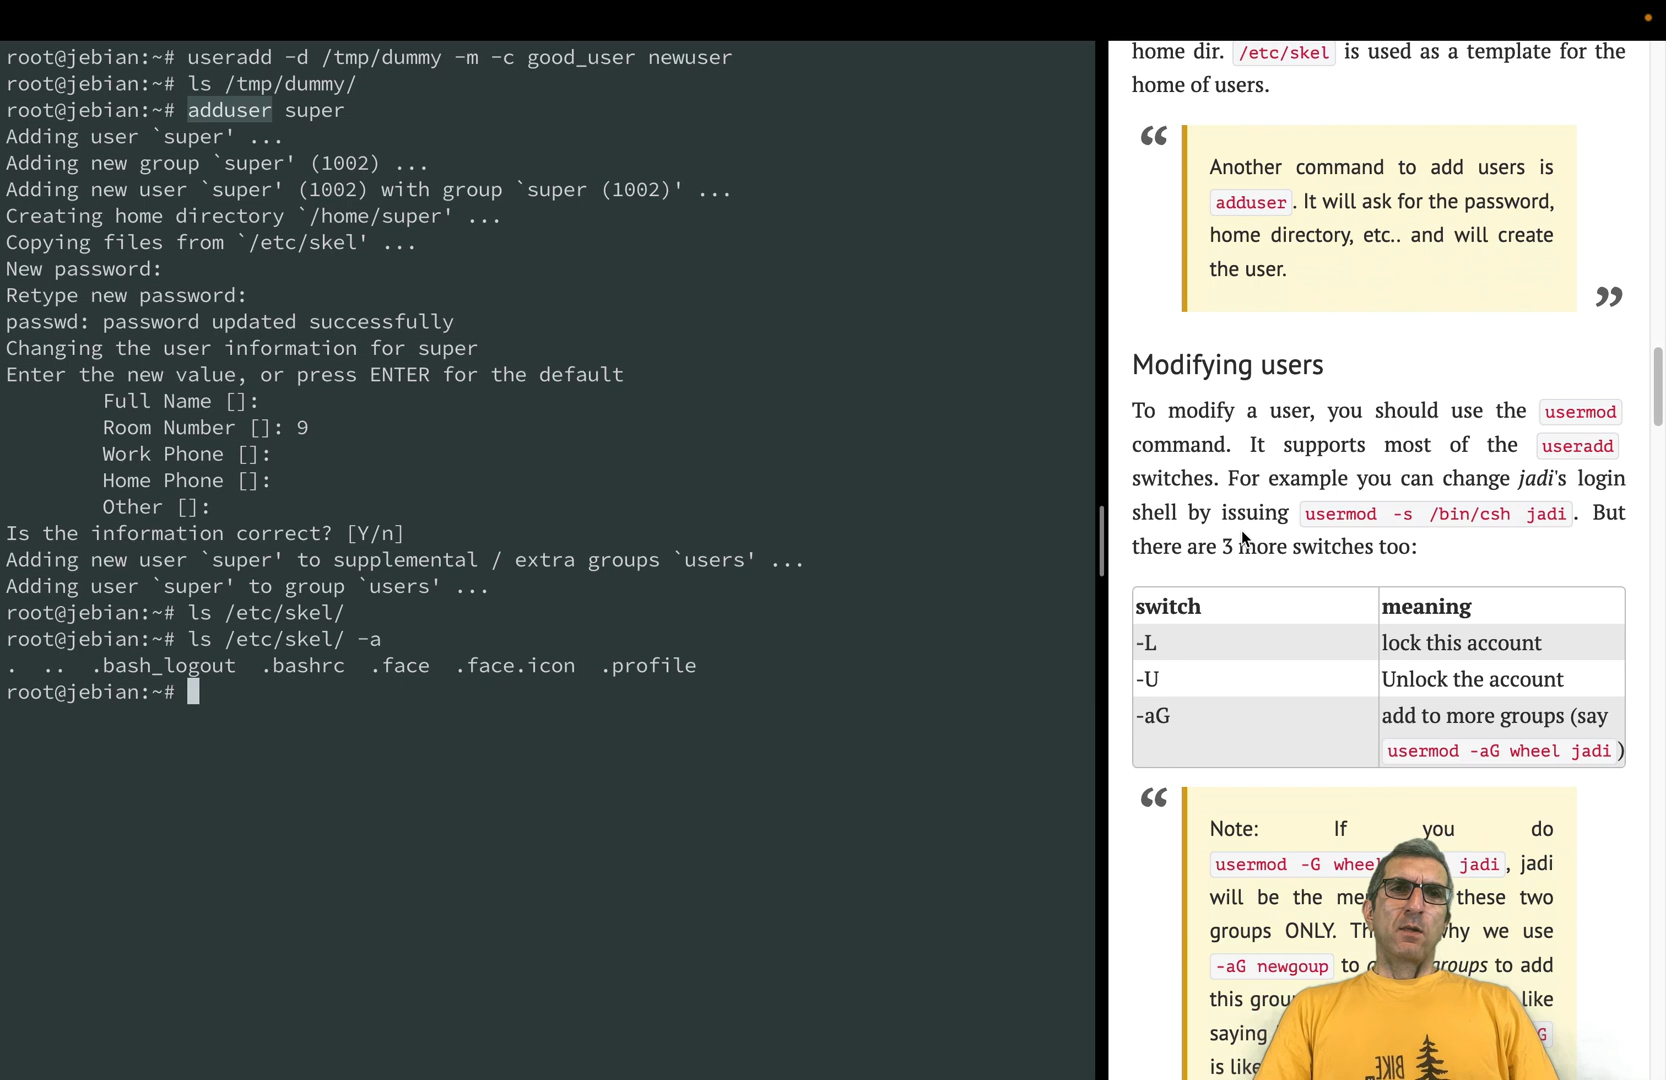 root@jebian:~# useradd -d /tmp/dummy -m -c good_user newuser
root@jebian:~# ls /tmp/dummy/
root@jebian:~# adduser super
Adding user `super' ...
Adding new group `super' (1002) ...
Adding new user `super' (1002) with group `super (1002)' ...
Creating home directory `/home/super' ...
Copying files from `/etc/skel' ...
New password:
Retype new password:
passwd: password updated successfully
Changing the user information for super
Enter the new value, or press ENTER for the default
Full Name []:
Room Number []: 9
Work Phone []:
Home Phone []:
Other []:
Is the information correct? [Y/n]
Adding new user `super' to supplemental / extra groups `users' ...
Adding user `super' to group `users' ...
root@jebian:~# ls /etc/skel/
root@jebian:~# ls /etc/skel/ -a
. .. .bash_logout .bashrc .face .face.icon .profile
root@jebian:~#
home dir. /etc/skel is used as a template for the
home of users.
“
Another command to add users is
adduser. It will ask for the password,
home directory, etc.. and will create
the user.
”
Modifying users
To modify a user, you should use the usermod
command. It supports most of the useradd
switches. For example you can change jadi's login
shell by issuing usermod -s /bin/csh jadi. But
there are 3 more switches too:
switch meaning
-L lock this account
-U Unlock the account
-aG add to more groups (say
usermod -aG wheel jadi)
“
Note: If you do
usermod -G jadi, jadi
will be the these two
groups ONLY. why we use
-aG newgoup to to add
this like
saying G
is like
BIKE